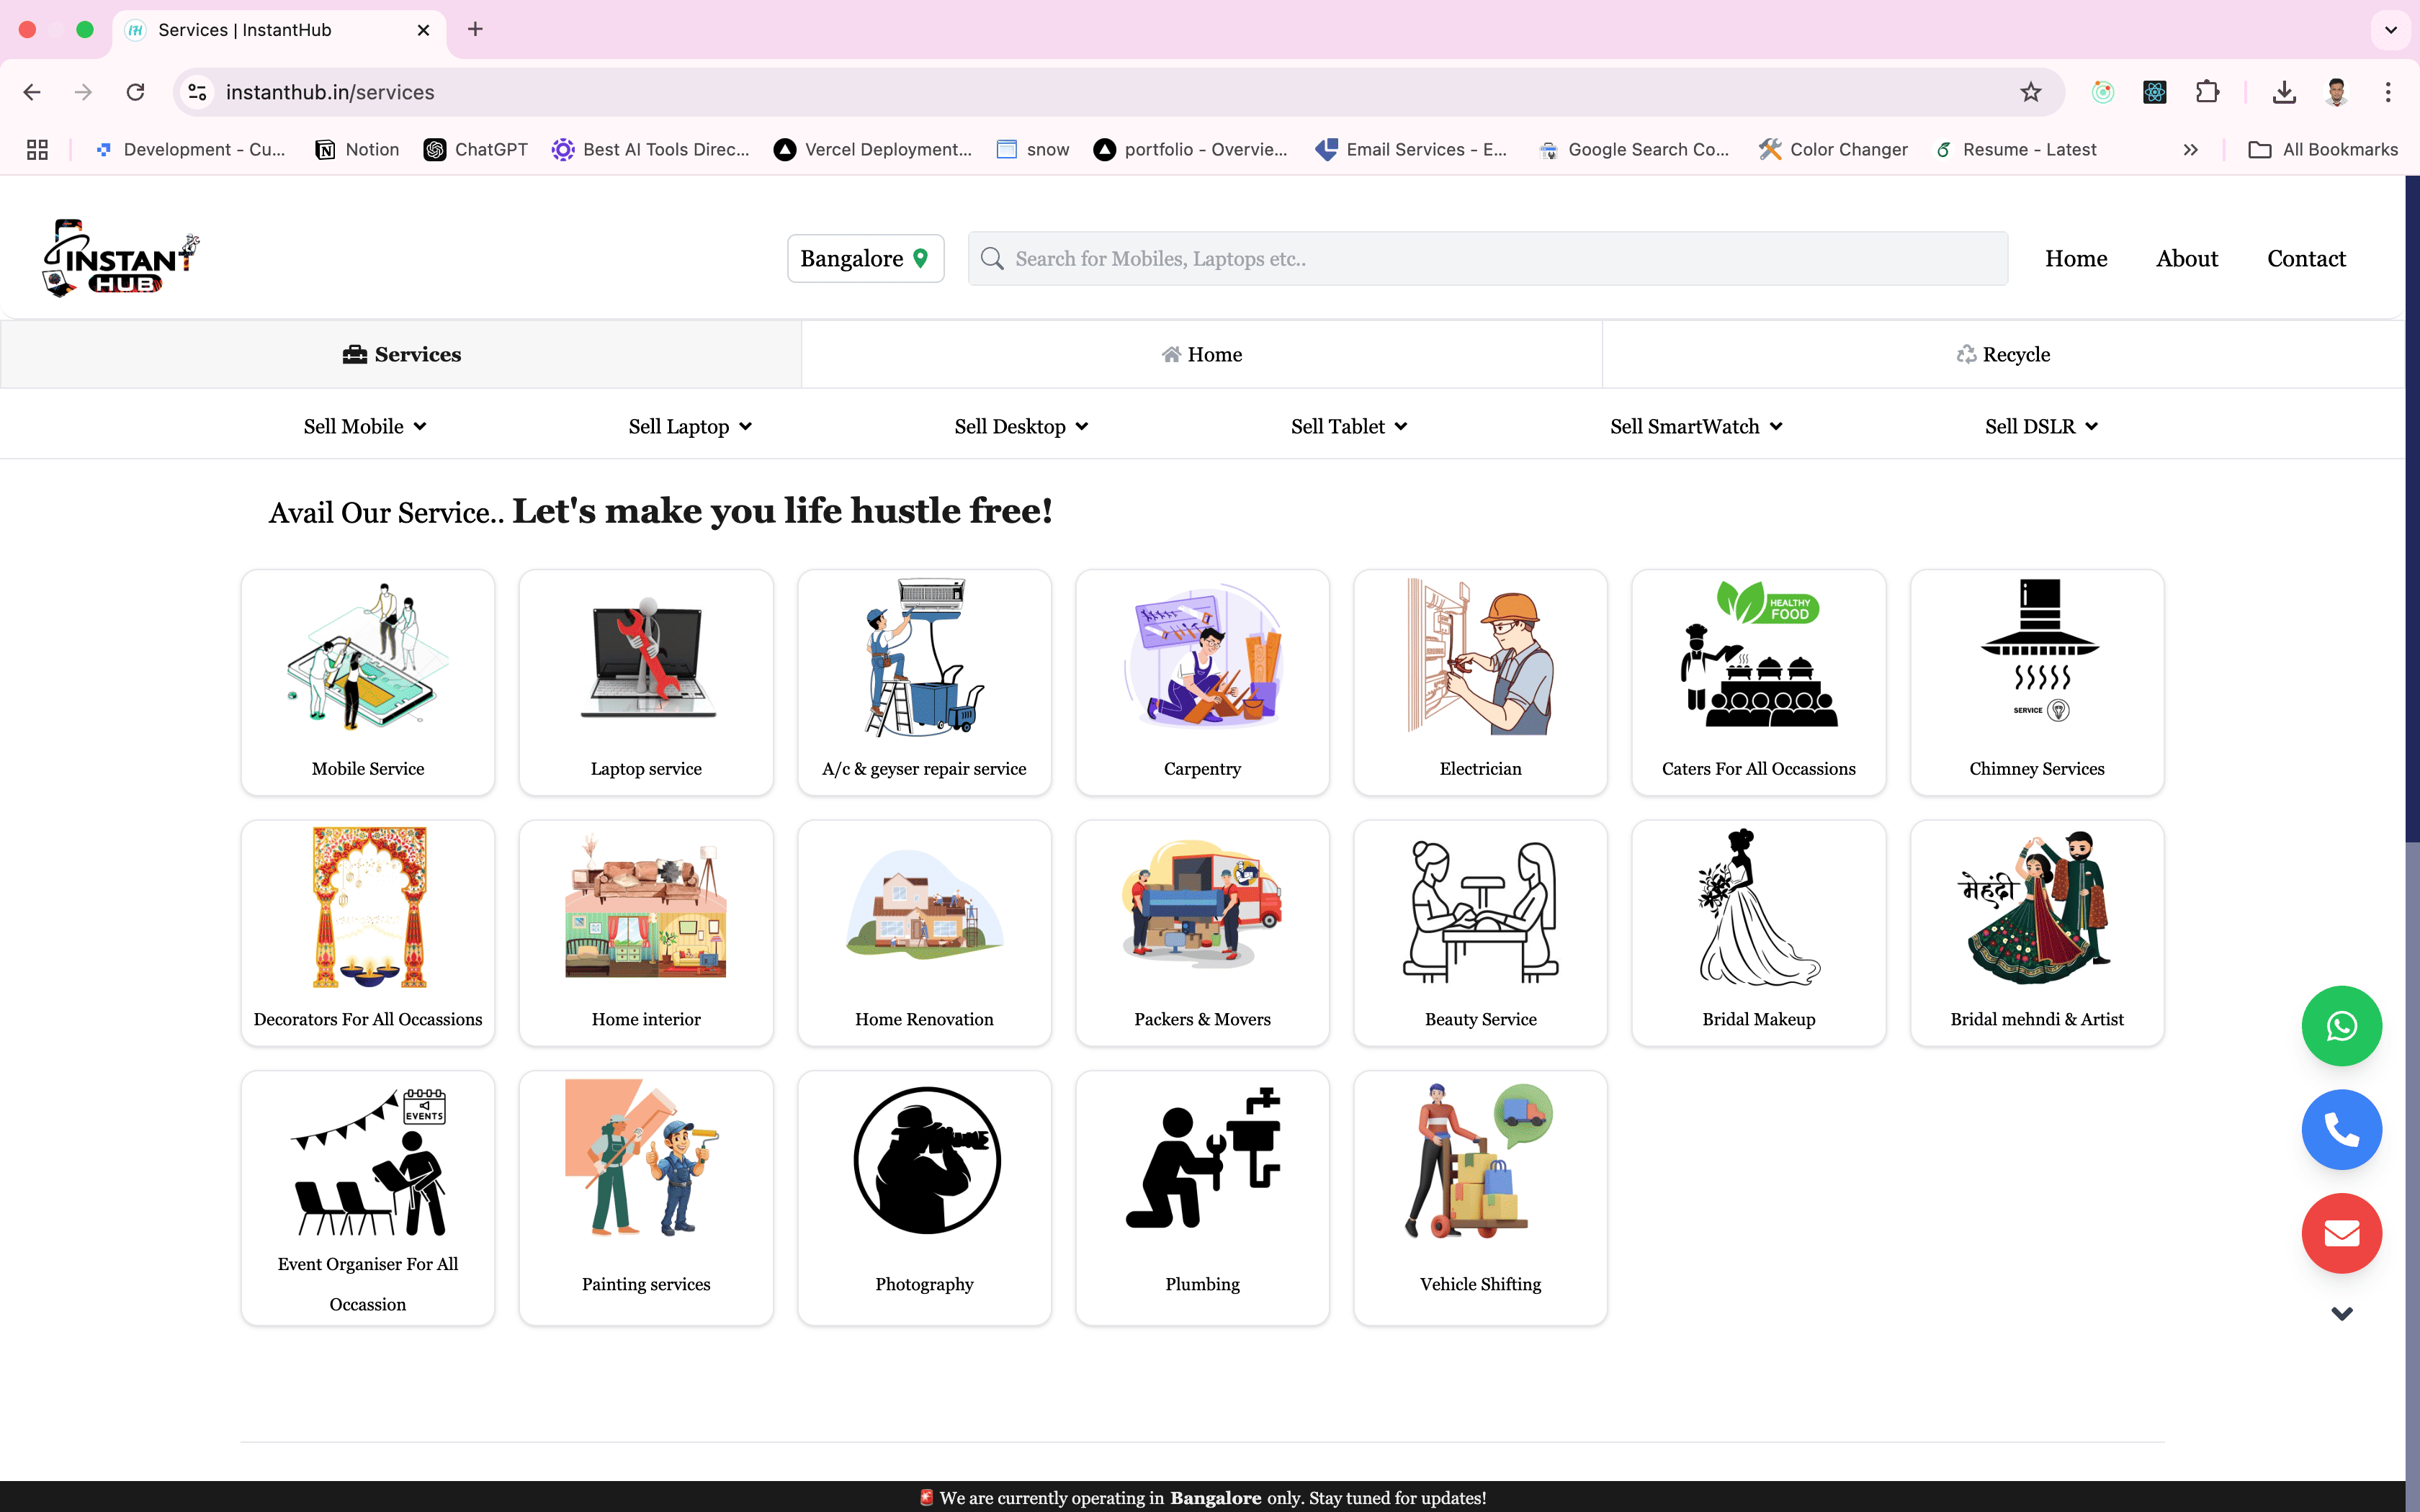 Services | InstantHub
instanthub.in/services
Development - Cu...
Notion
ChatGPT
Best AI Tools Direc...
Vercel Deployment...
snow
portfolio - Overvie...
Email Services - E...
Google Search Co...
Color Changer
Resume - Latest
All Bookmarks
INSTANT
HUB
Bangalore
Search for Mobiles, Laptops etc..
Home
About
Contact
Services
Home
Recycle
Sell Mobile
Sell Laptop
Sell Desktop
Sell Tablet
Sell SmartWatch
Sell DSLR
Avail Our Service.. Let's make you life hustle free!
HEALTHY
FOOD
SERVICE
Mobile Service
Laptop service
A/c & geyser repair service
Carpentry
Electrician
Caters For All Occassions
Chimney Services
मेहंदी
Decorators For All Occassions
Home interior
Home Renovation
Packers & Movers
Beauty Service
Bridal Makeup
Bridal mehndi & Artist
EVENTS
Event Organiser For All
Occassion
Painting services
Photography
Plumbing
Vehicle Shifting
🚨 We are currently operating in Bangalore only. Stay tuned for updates!